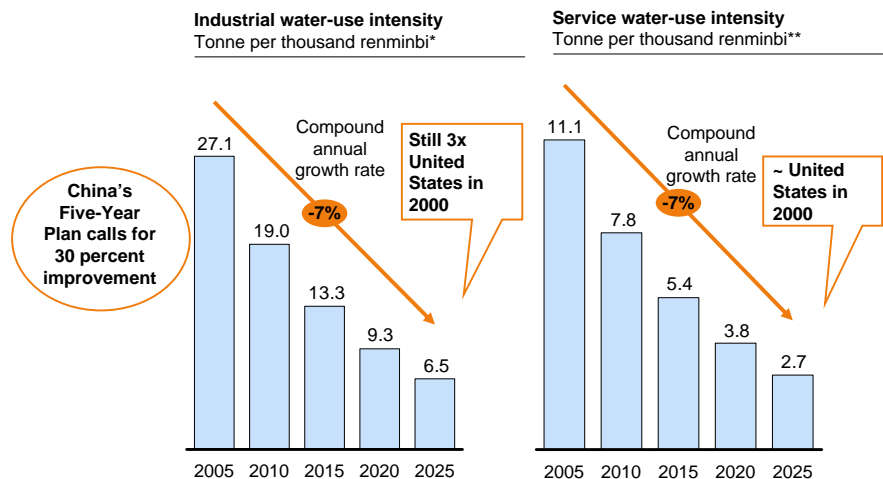 Industrial water-use intensity
Tonne per thousand renminbi*
China's
Five-Year
Plan calls for
30 percent
improvement
27.1
19.0
13.3
9.3
6.5
Compound
annual
growth rate
-7%
Still 3x
United
States in
2000
2005
2010
2015
2020
2025
Service water-use intensity
Tonne per thousand renminbi**
11.1
7.8
5.4
3.8
2.7
Compound
annual
growth rate
-7%
~ United
States in
2000
2005
2010
2015
2020
2025